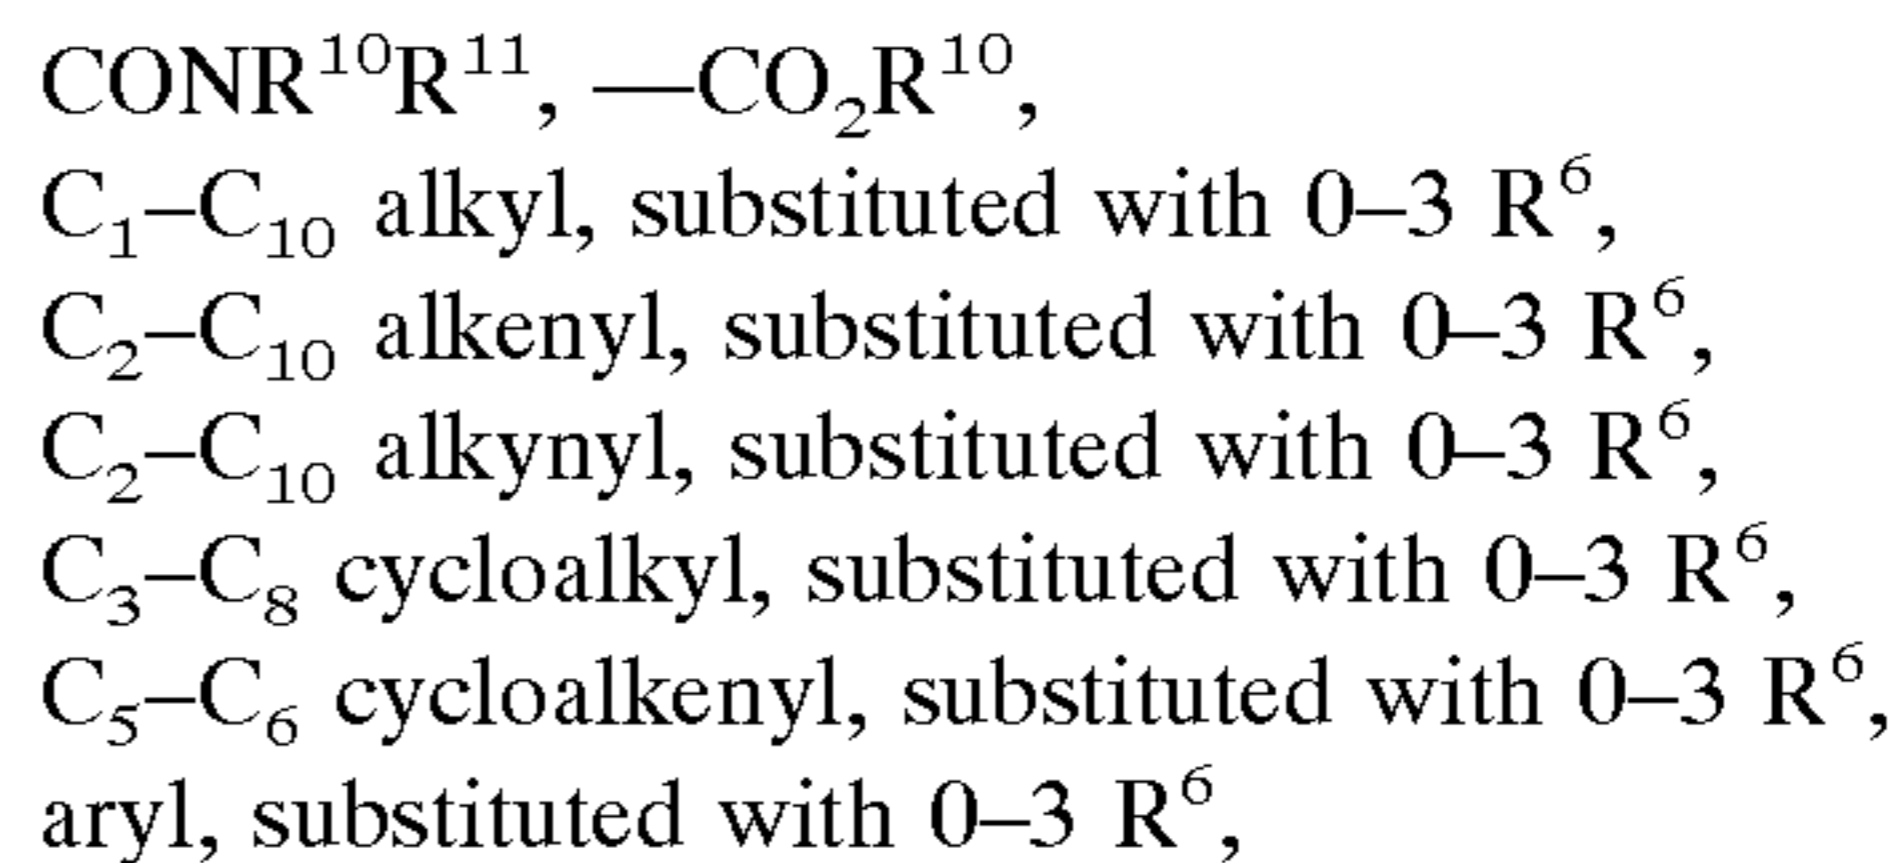 CONR¹⁰R¹¹, —CO₂R¹⁰,
C₁–C₁₀ alkyl, substituted with 0–3 R⁶,
C₂–C₁₀ alkenyl, substituted with 0–3 R⁶,
C₂–C₁₀ alkynyl, substituted with 0–3 R⁶,
C₃–C₈ cycloalkyl, substituted with 0–3 R⁶,
C₅–C₆ cycloalkenyl, substituted with 0–3 R⁶,
aryl, substituted with 0–3 R⁶,